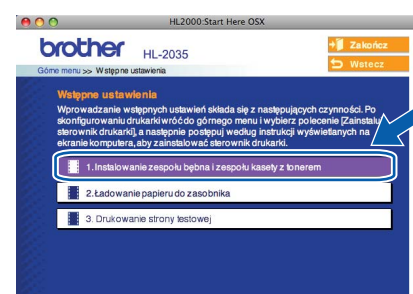 HL2000:Start Here OSX
brother HL-2035
Zakończ
Wstecz
Górne menu >> Wstępne ustawienia
Wstępne ustawienia
Wprowadzanie wstępnych ustawień składa się z następujących czynności. Po
skonfigurowaniu drukarki wróć do górnego menu i wybierz polecenie [Zainstaluj
sterownik drukarki], a następnie postępuj według instrukcji wyświetlanych na
ekranie komputera, aby zainstalować sterownik drukarki.
1. Instalowanie zespołu bębna i zespołu kasety z tonerem
2. Ładowanie papieru do zasobnika
3. Drukowanie strony testowej